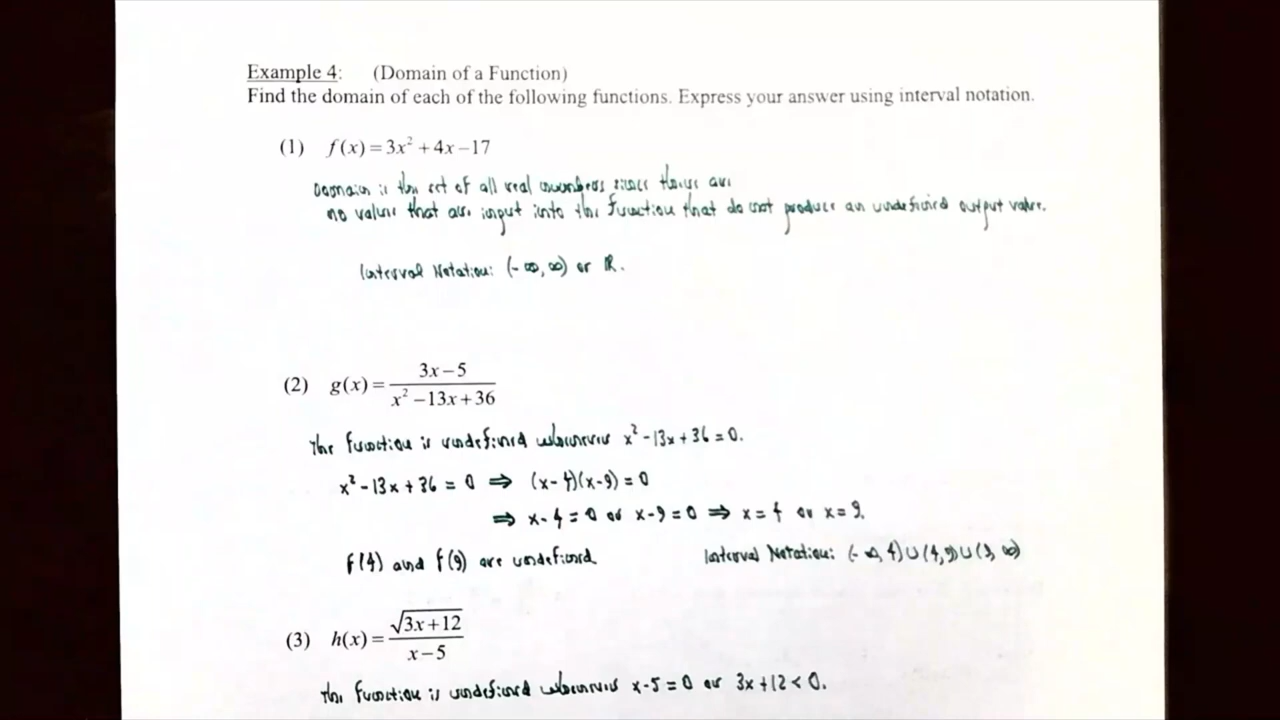 Example 4: (Domain of a Function)
Find the domain of each of the following functions. Express your answer using interval notation.
(1) f(x) = 3x² + 4x – 17
Domain is the set of all real numbers since there are
no values that are input into the function that do not produce an undefined output value.
Interval Notation: (-∞, ∞) or ℝ.
(2) g(x) = (3x – 5)/(x² – 13x + 36)
The function is undefined whenever x² - 13x + 36 = 0.
x² - 13x + 36 = 0 ⇒ (x - 4)(x - 9) = 0
⇒ x - 4 = 0 or x - 9 = 0 ⇒ x = 4 or x = 9.
f(4) and f(9) are undefined.
Interval Notation: (-∞, 4) ∪ (4, 9) ∪ (9, ∞)
(3) h(x) = √(3x + 12)/(x – 5)
The function is undefined whenever x - 5 = 0 or 3x + 12 < 0.